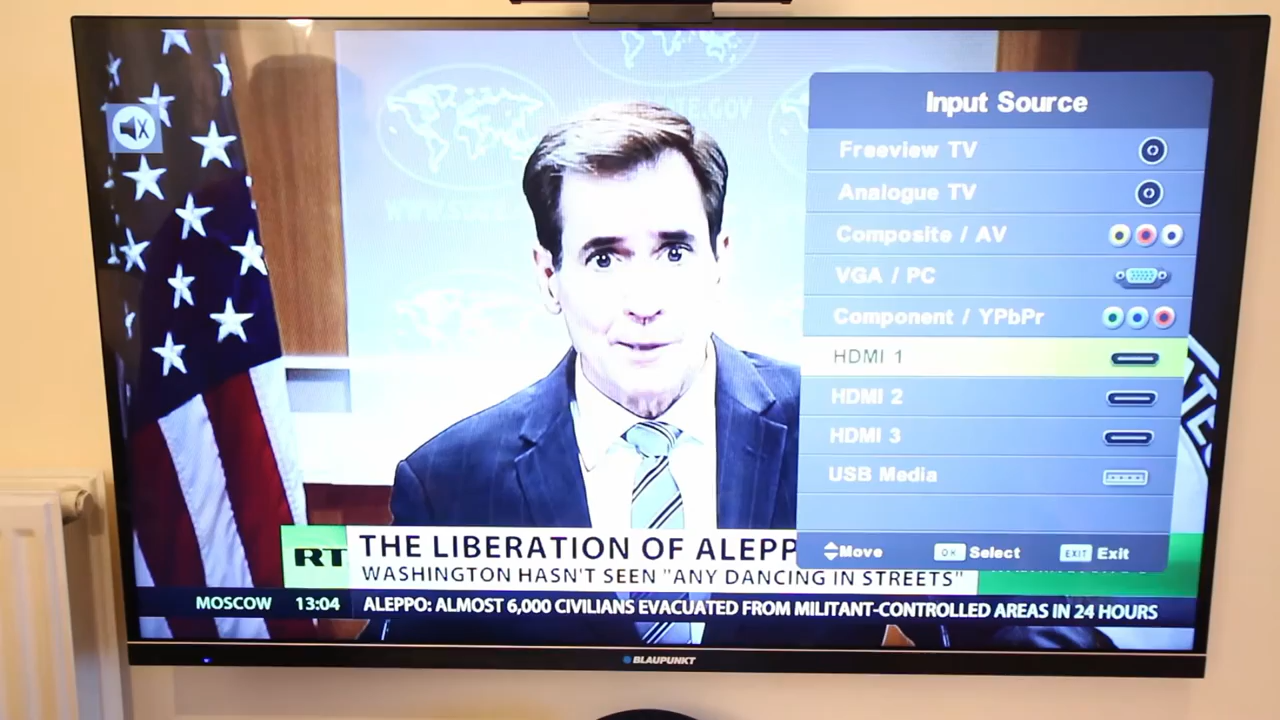 Input Source
Freeview TV
Analogue TV
Composite / AV
VGA / PC
Component / YPbPr
HDMI 1
HDMI 2
HDMI 3
USB Media
Move OK Select EXIT Exit
RT THE LIBERATION OF ALEPP
WASHINGTON HASN'T SEEN "ANY DANCING IN STREETS"
MOSCOW 13:04 ALEPPO: ALMOST 6,000 CIVILIANS EVACUATED FROM MILITANT-CONTROLLED AREAS IN 24 HOURS
BLAUPUNKT